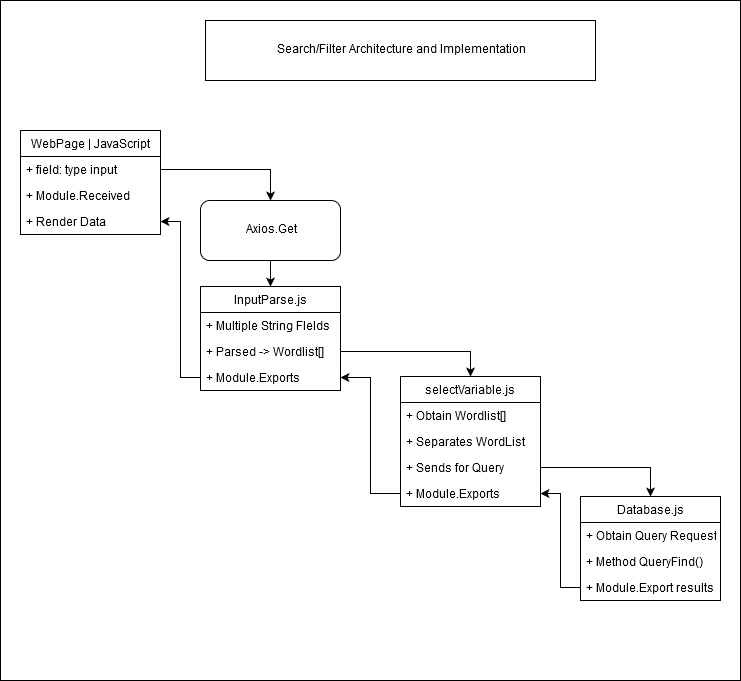 Search/Filter Architecture and Implementation
WebPage | JavaScript
+ field: type input
+ Module.Received
+ Render Data
Axios.Get
InputParse.js
+ Multiple String FIelds
+ Parsed -> Wordlist[]
+ Module.Exports
selectVariable.js
+ Obtain Wordlist[]
+ Separates WordList
+ Sends for Query
+ Module.Exports
Database.js
+ Obtain Query Request
+ Method QueryFind()
+ Module.Export results